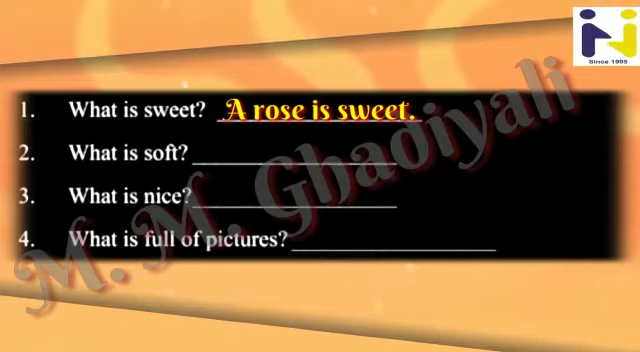 Since 1995
1. What is sweet? A rose is sweet.
2. What is soft?
3. What is nice?
4. What is full of pictures?
M. M. Ghadiyali